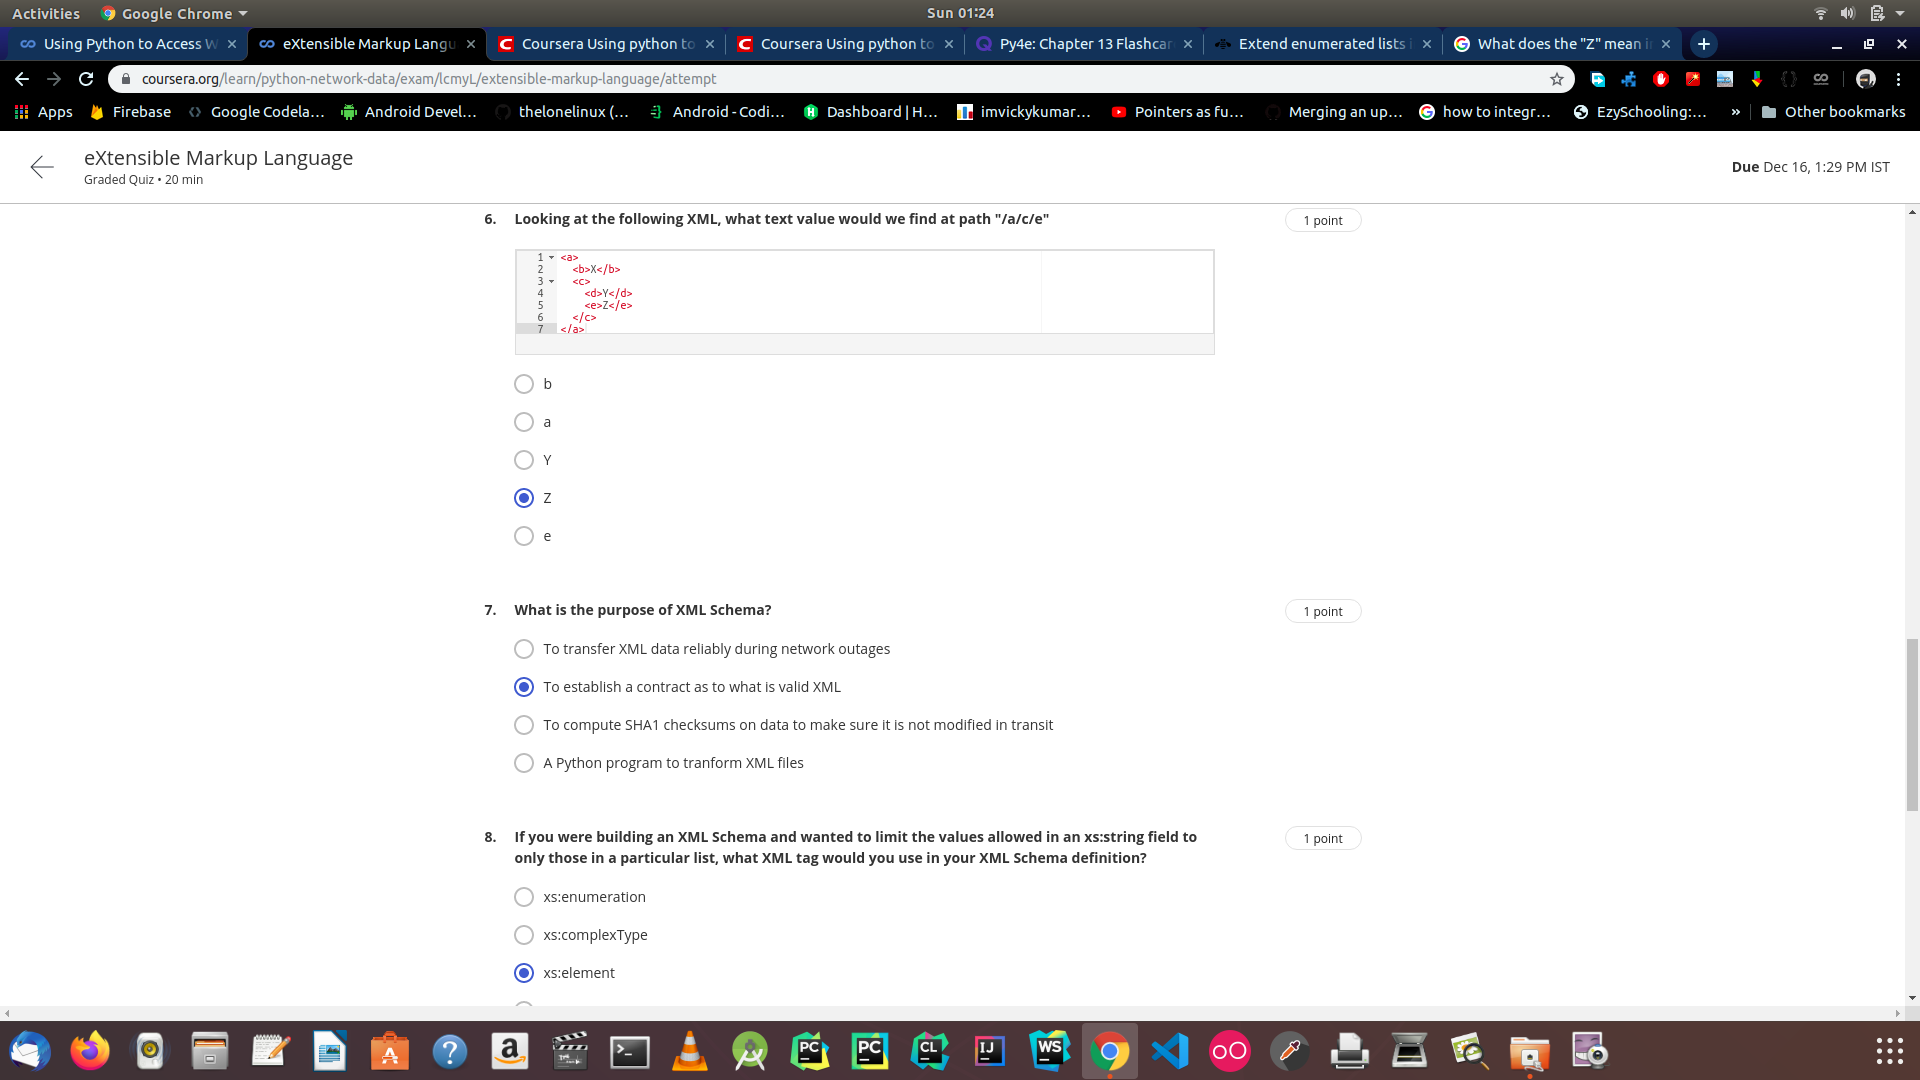 Activities Google Chrome Sun 01:24
Using Python to Access W eXtensible Markup Langu Coursera Using python to Coursera Using python to Py4e: Chapter 13 Flashcar Extend enumerated lists i What does the "Z" mean i
coursera.org/learn/python-network-data/exam/lcmyL/extensible-markup-language/attempt
Apps Firebase Google Codela... Android Devel... thelonelinux (... Android - Codi... Dashboard | H... imvickykumar... Pointers as fu... Merging an up... how to integr... EzySchooling:... » Other bookmarks
eXtensible Markup Language
Graded Quiz • 20 min
Due Dec 16, 1:29 PM IST
6. Looking at the following XML, what text value would we find at path "/a/c/e"
1 point
1 <a>
2 <b>X</b>
3 <c>
4 <d>Y</d>
5 <e>Z</e>
6 </c>
7 </a>
b
a
Y
Z
e
7. What is the purpose of XML Schema?
1 point
To transfer XML data reliably during network outages
To establish a contract as to what is valid XML
To compute SHA1 checksums on data to make sure it is not modified in transit
A Python program to tranform XML files
8. If you were building an XML Schema and wanted to limit the values allowed in an xs:string field to
only those in a particular list, what XML tag would you use in your XML Schema definition?
1 point
xs:enumeration
xs:complexType
xs:element